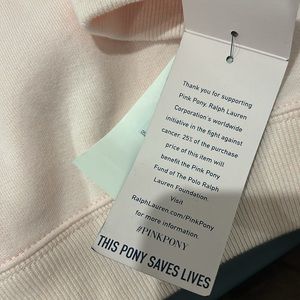 Thank you for supporting
Pink Pony, Ralph Lauren
Corporation's worldwide
initiative in the fight against
cancer. 25% of the purchase
price of this item will
benefit the Pink Pony
Fund of The Polo Ralph
Lauren Foundation.
Visit
RalphLauren.com/PinkPony
for more information.
#PINKPONY
THIS PONY SAVES LIVES